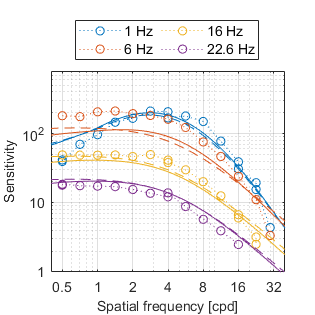 1 Hz 16 Hz
6 Hz 22.6 Hz
10²
10
1
Sensitivity
0.5 1 2 4 8 16 32
Spatial frequency [cpd]